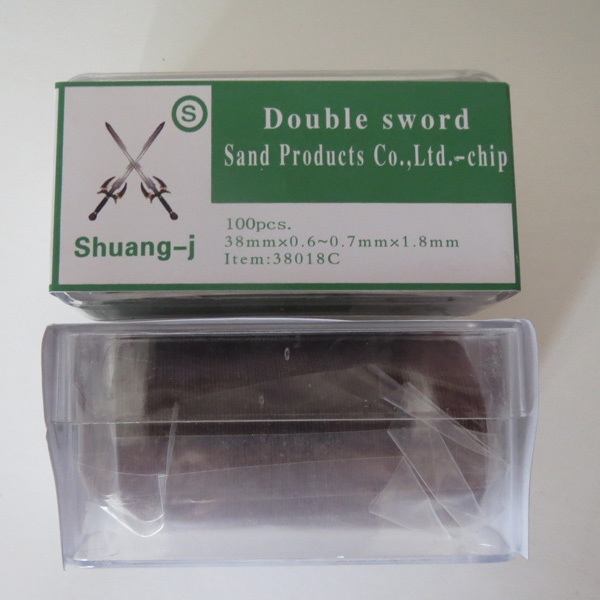 S
Double sword
Sand Products Co.,Ltd.-chip
Shuang-j
100pcs.
38mm×0.6~0.7mm×1.8mm
Item:38018C